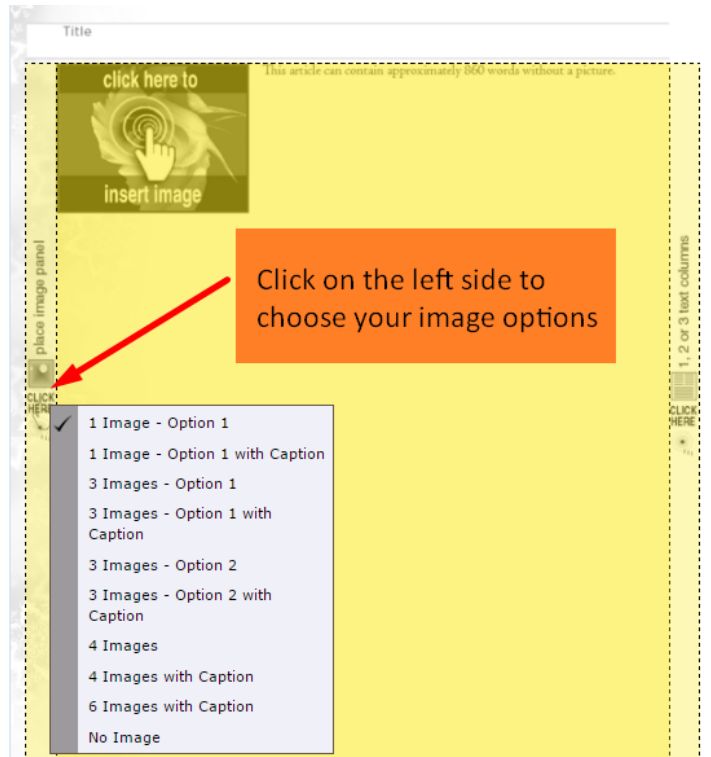 Title
click here to
This article can contain approximately 860 words without a picture.
insert image
place image panel
CLICK
HERE
Click on the left side to
choose your image options
1, 2 or 3 text columns
CLICK
HERE
1 Image - Option 1
1 Image - Option 1 with Caption
3 Images - Option 1
3 Images - Option 1 with
Caption
3 Images - Option 2
3 Images - Option 2 with
Caption
4 Images
4 Images with Caption
6 Images with Caption
No Image